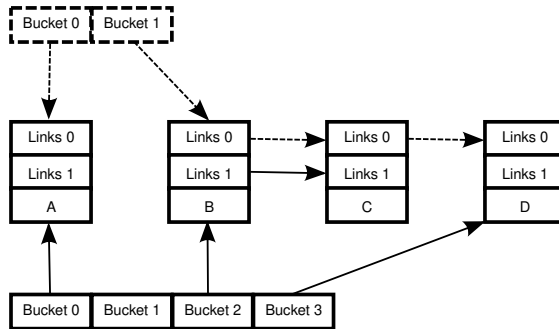 Bucket 0 Bucket 1
Links 0 Links 0 Links 0 Links 0
Links 1 Links 1 Links 1 Links 1
A B C D
Bucket 0 Bucket 1 Bucket 2 Bucket 3